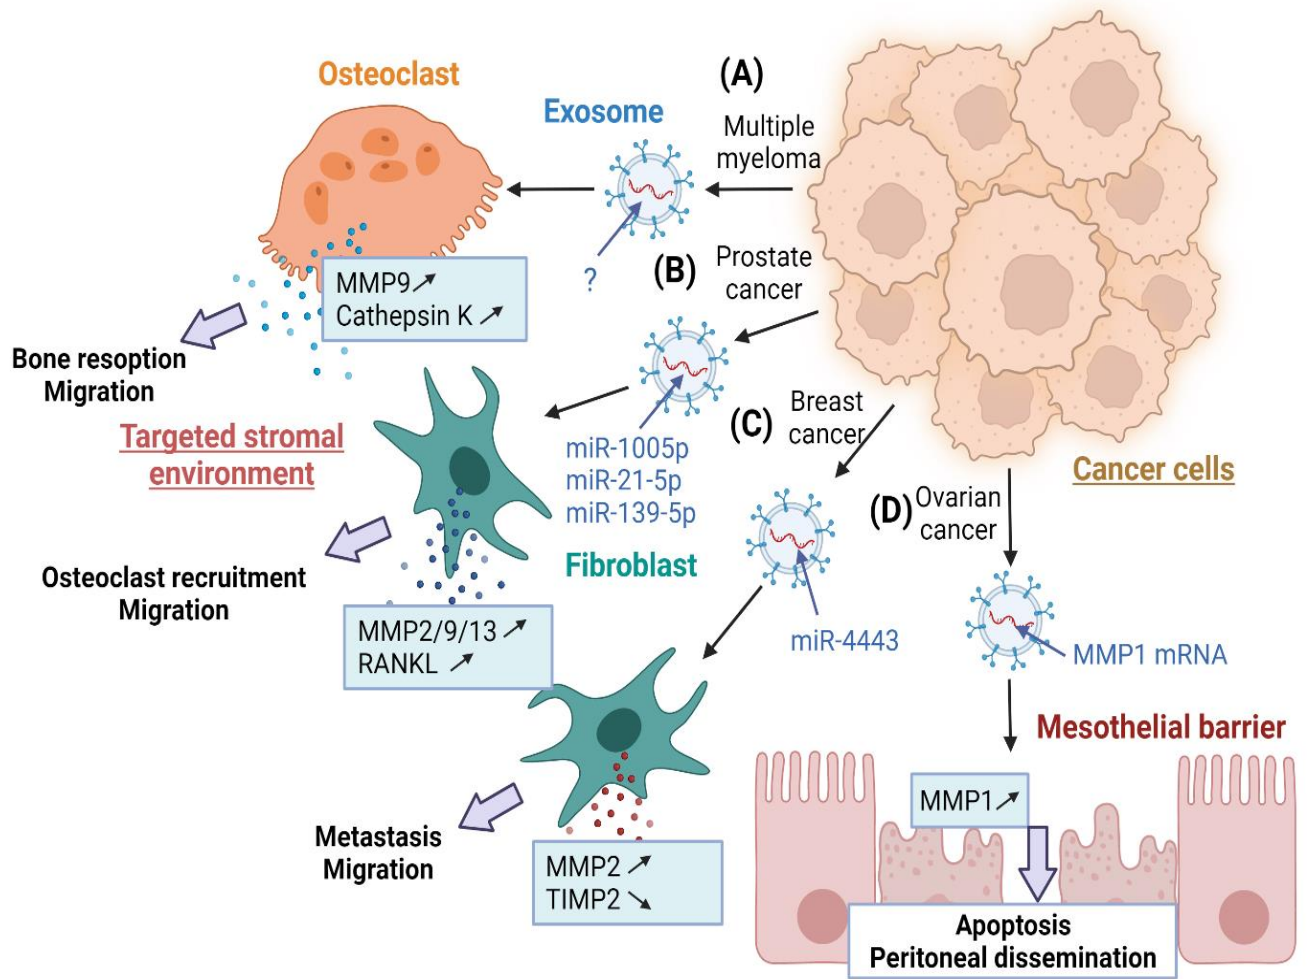 Osteoclast
(A)
Exosome
Multiple
myeloma
?
(B)
Prostate
cancer
MMP9
Cathepsin K
Bone resoption
Migration
Targeted stromal
environment
miR-1005p
miR-21-5p
miR-139-5p
(C)
Breast
cancer
Cancer cells
(D)
Ovarian
cancer
Fibroblast
Osteoclast recruitment
Migration
MMP2/9/13
RANKL
miR-4443
MMP1 mRNA
Mesothelial barrier
MMP1
Metastasis
Migration
MMP2
TIMP2
Apoptosis
Peritoneal dissemination